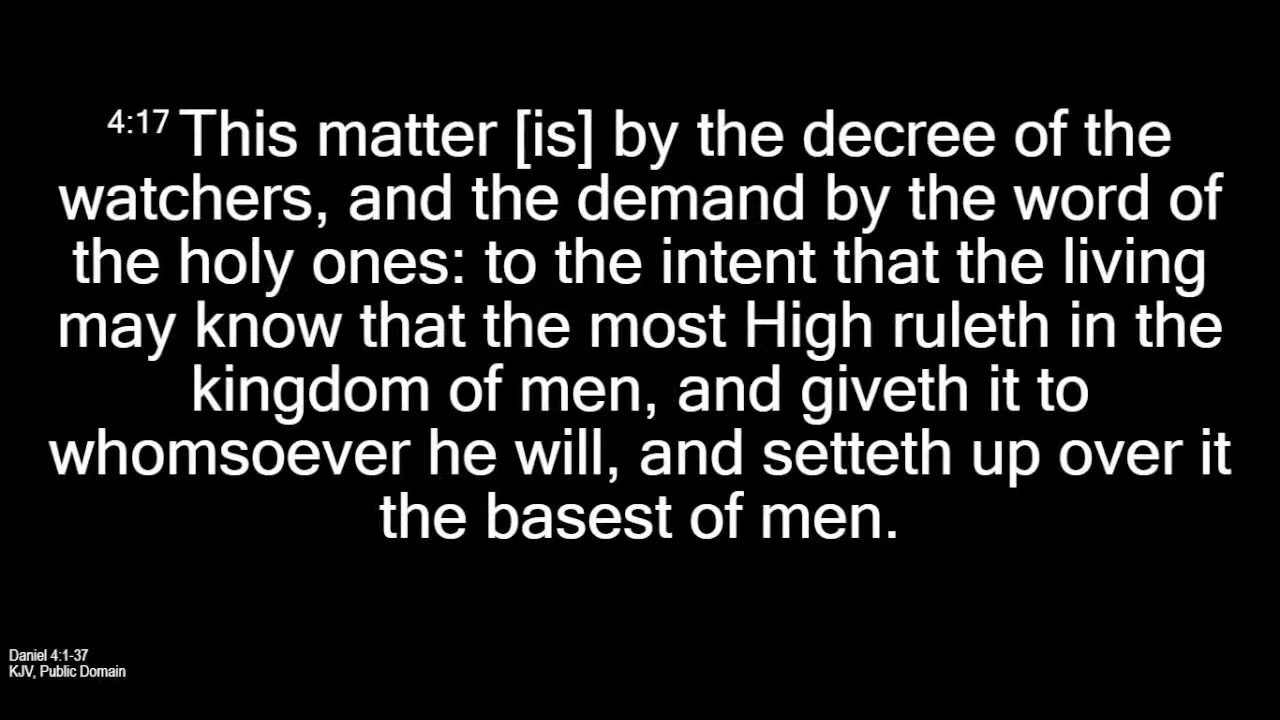 4:17 This matter [is] by the decree of the
watchers, and the demand by the word of
the holy ones: to the intent that the living
may know that the most High ruleth in the
kingdom of men, and giveth it to
whomsoever he will, and setteth up over it
the basest of men.
Daniel 4:1-37
KJV, Public Domain